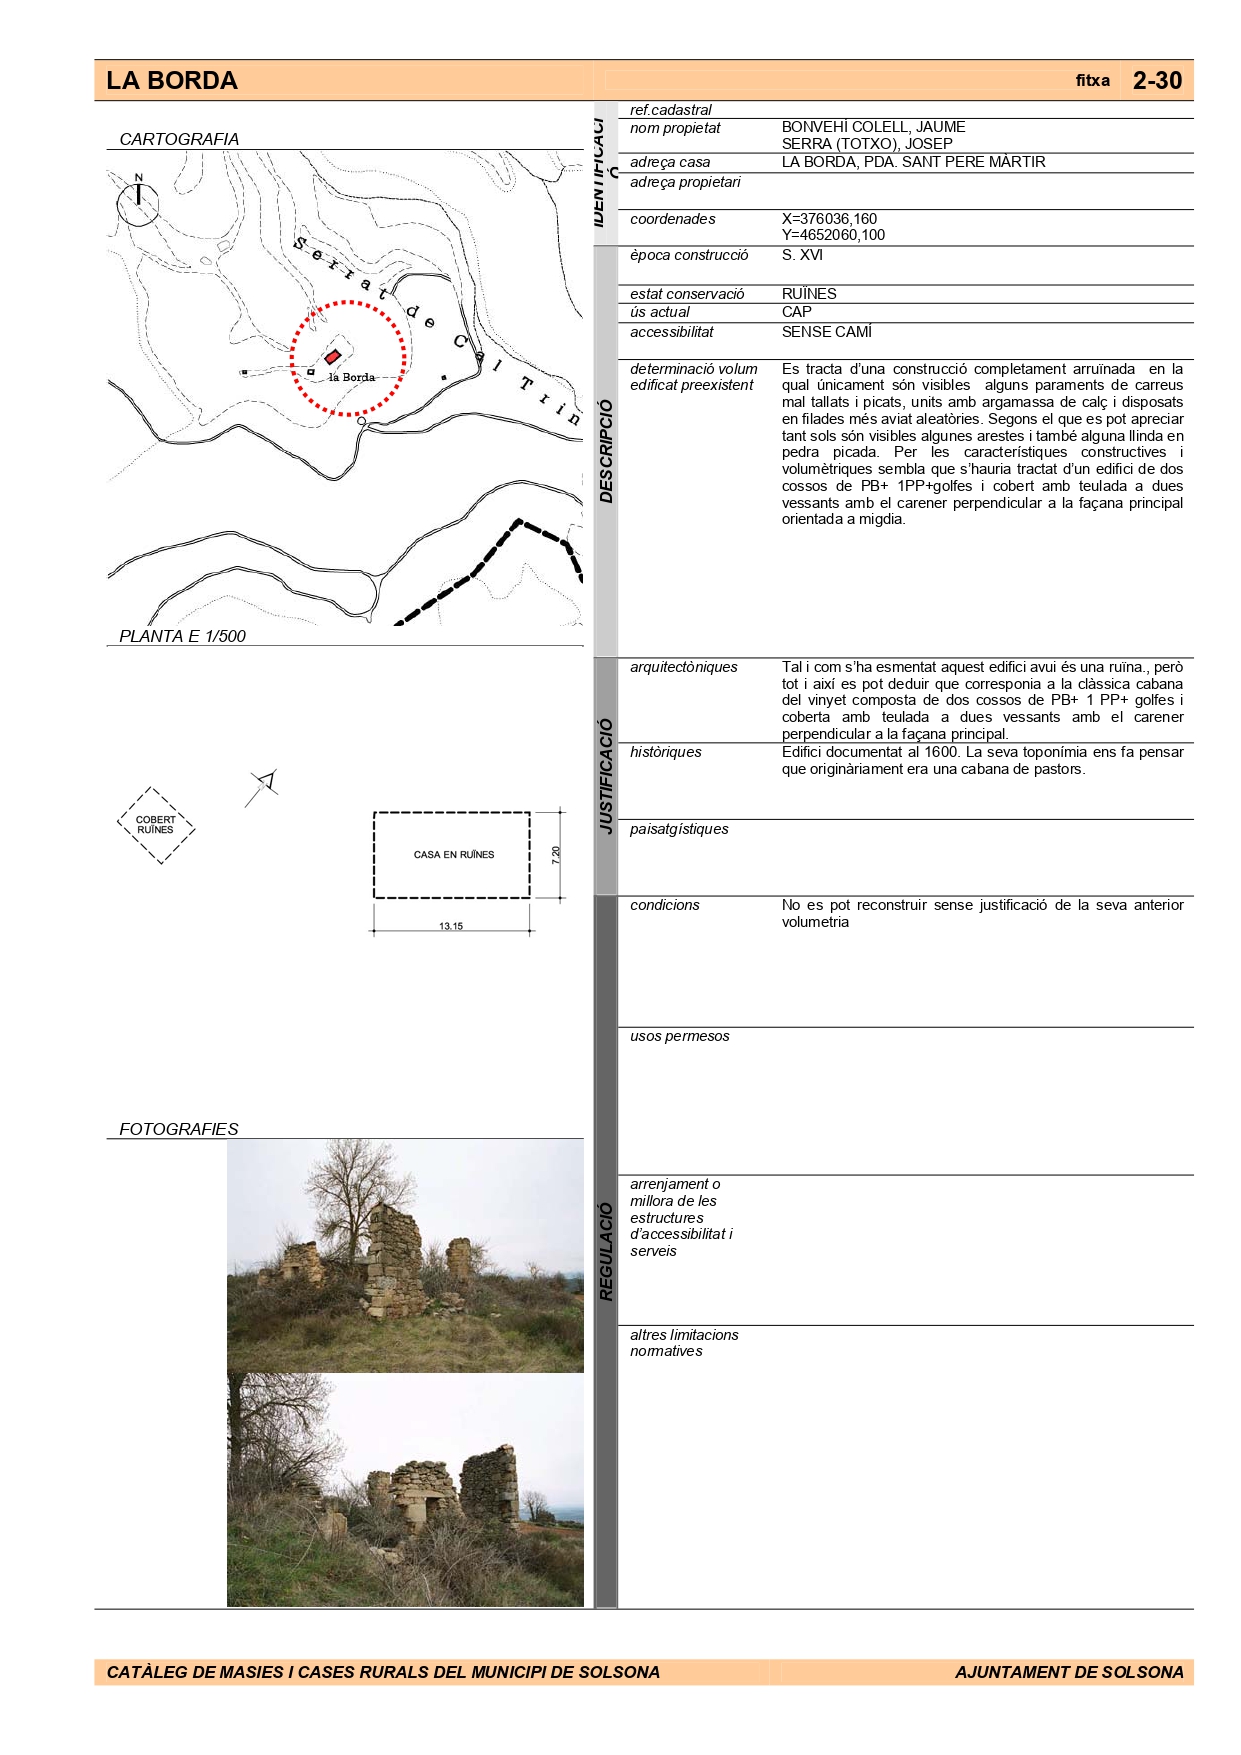 LA BORDA
fitxa 2-30
CARTOGRAFIA
N
Serrat de Cal Trin
la Borda
PLANTA E 1/500
COBERT
RUÏNES
CASA EN RUÏNES
7.20
13.15
FOTOGRAFIES
IDENTIFICACI
Ó
ref.cadastral
nom propietat BONVEHÍ COLELL, JAUME
SERRA (TOTXO), JOSEP
adreça casa LA BORDA, PDA. SANT PERE MÀRTIR
adreça propietari
coordenades X=376036,160
Y=4652060,100
DESCRIPCIÓ
època construcció S. XVI
estat conservació RUÏNES
ús actual CAP
accessibilitat SENSE CAMÍ
determinació volum
edificat preexistent
Es tracta d’una construcció completament arruïnada en la
qual únicament són visibles alguns paraments de carreus
mal tallats i picats, units amb argamassa de calç i disposats
en filades més aviat aleatòries. Segons el que es pot apreciar
tant sols són visibles algunes arestes i també alguna llinda en
pedra picada. Per les característiques constructives i
volumètriques sembla que s’hauria tractat d’un edifici de dos
cossos de PB+ 1PP+golfes i cobert amb teulada a dues
vessants amb el carener perpendicular a la façana principal
orientada a migdia.
JUSTIFICACIÓ
arquitectòniques
Tal i com s’ha esmentat aquest edifici avui és una ruïna., però
tot i així es pot deduir que corresponia a la clàssica cabana
del vinyet composta de dos cossos de PB+ 1 PP+ golfes i
coberta amb teulada a dues vessants amb el carener
perpendicular a la façana principal.
històriques
Edifici documentat al 1600. La seva toponímia ens fa pensar
que originàriament era una cabana de pastors.
paisatgístiques
REGULACIÓ
condicions
No es pot reconstruir sense justificació de la seva anterior
volumetria
usos permesos
arrenjament o
millora de les
estructures
d’accessibilitat i
serveis
altres limitacions
normatives
CATÀLEG DE MASIES I CASES RURALS DEL MUNICIPI DE SOLSONA
AJUNTAMENT DE SOLSONA